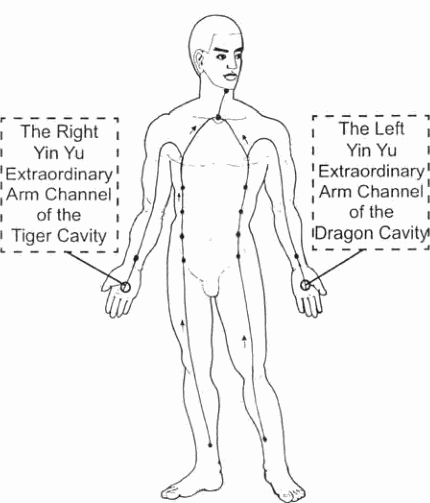 The Right
Yin Yu
Extraordinary
Arm Channel
of the
Tiger Cavity
The Left
Yin Yu
Extraordinary
Arm Channel
of the
Dragon Cavity